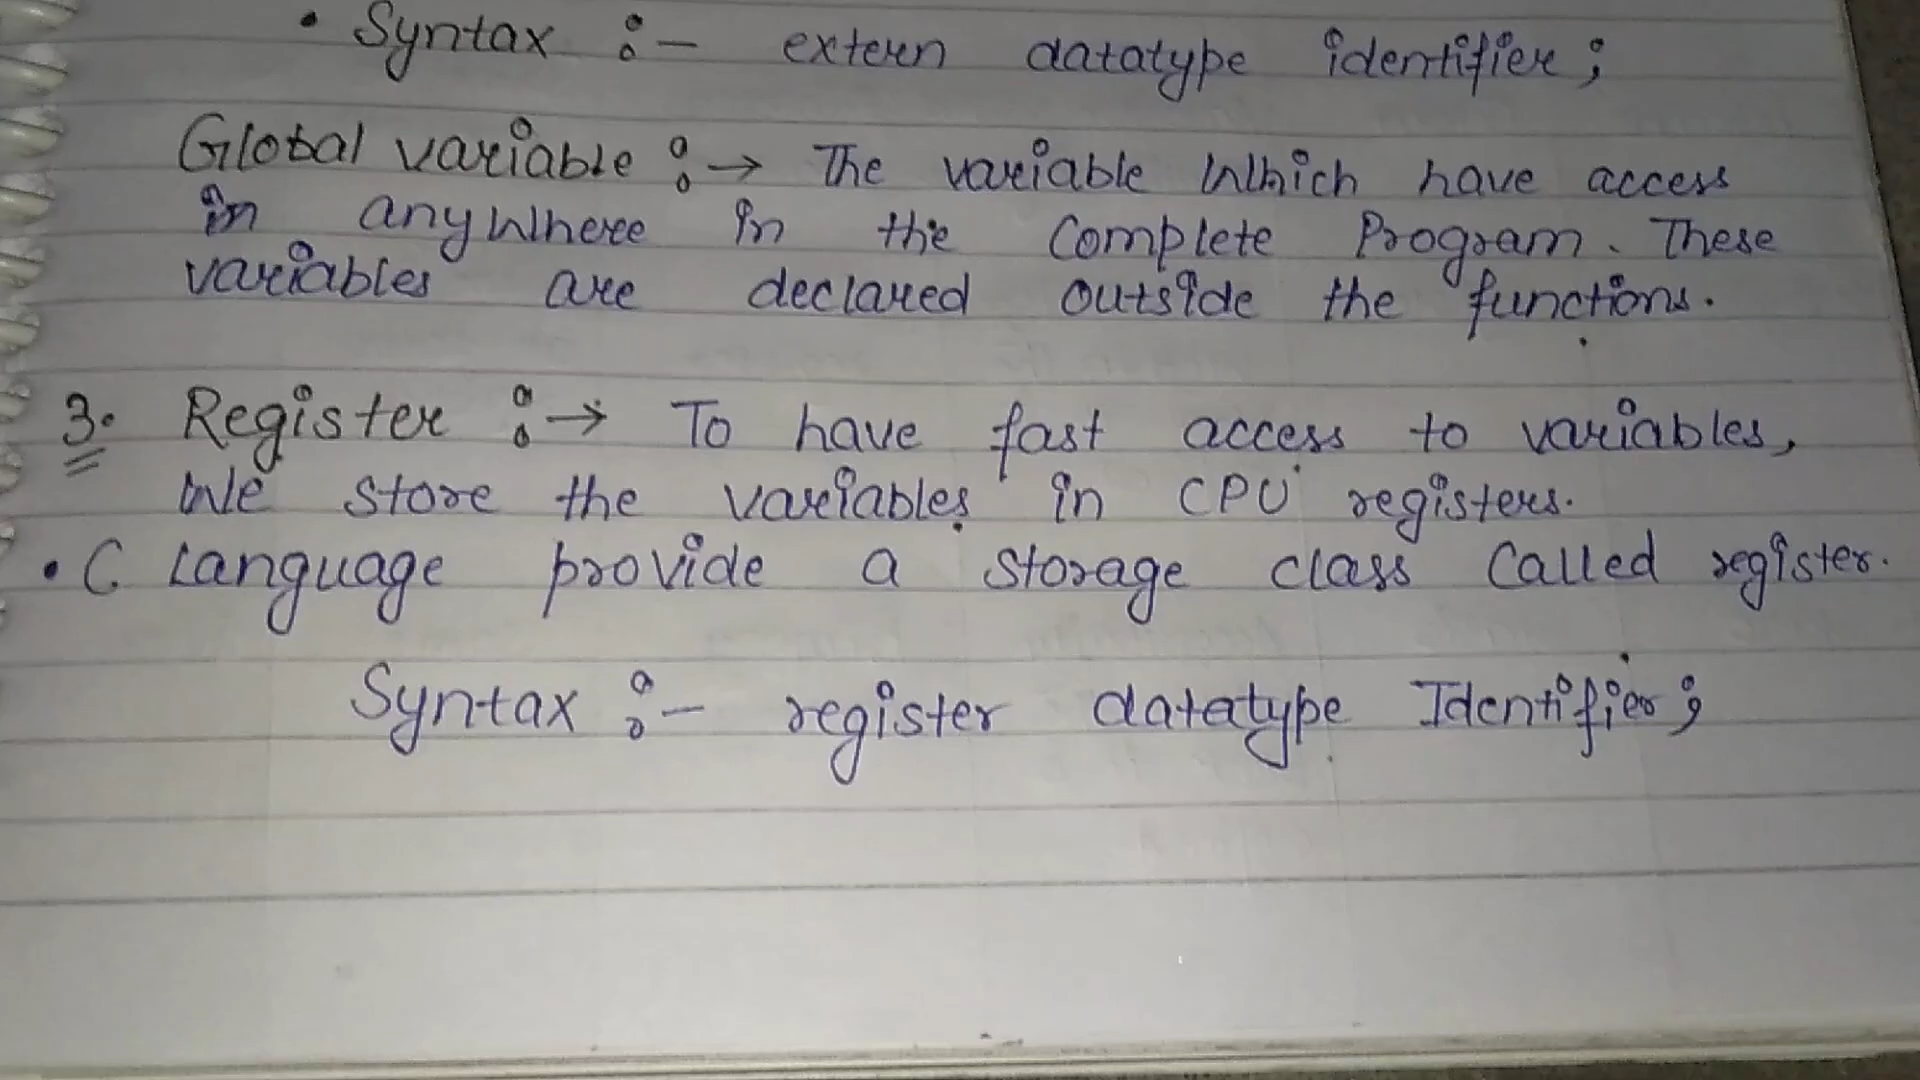 • Syntax :- extern datatype identifier ;
Global variable :→ The variable which have access
in anywhere in the Complete Program. These
variables are declared outside the functions.
3. Register :→ To have fast access to variables,
We store the variables in CPU registers.
• C Language provide a storage class Called register.
Syntax :- register datatype Identifier ;